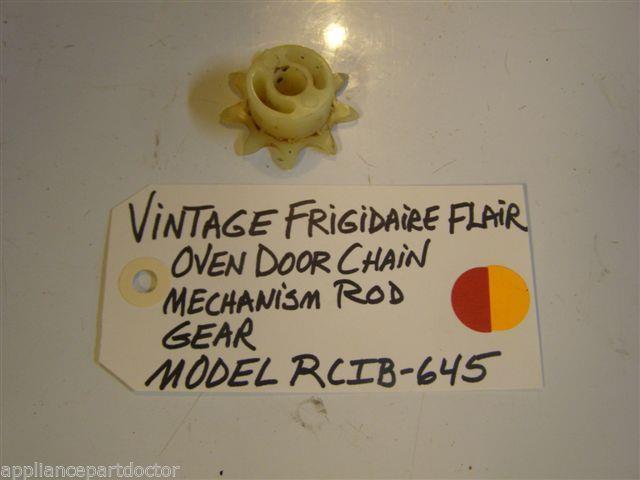 VINTAGE FRIGIDAIRE FLAIR
OVEN DOOR CHAIN
MECHANISM ROD
GEAR
MODEL RCIB-645
appliancepartdoctor